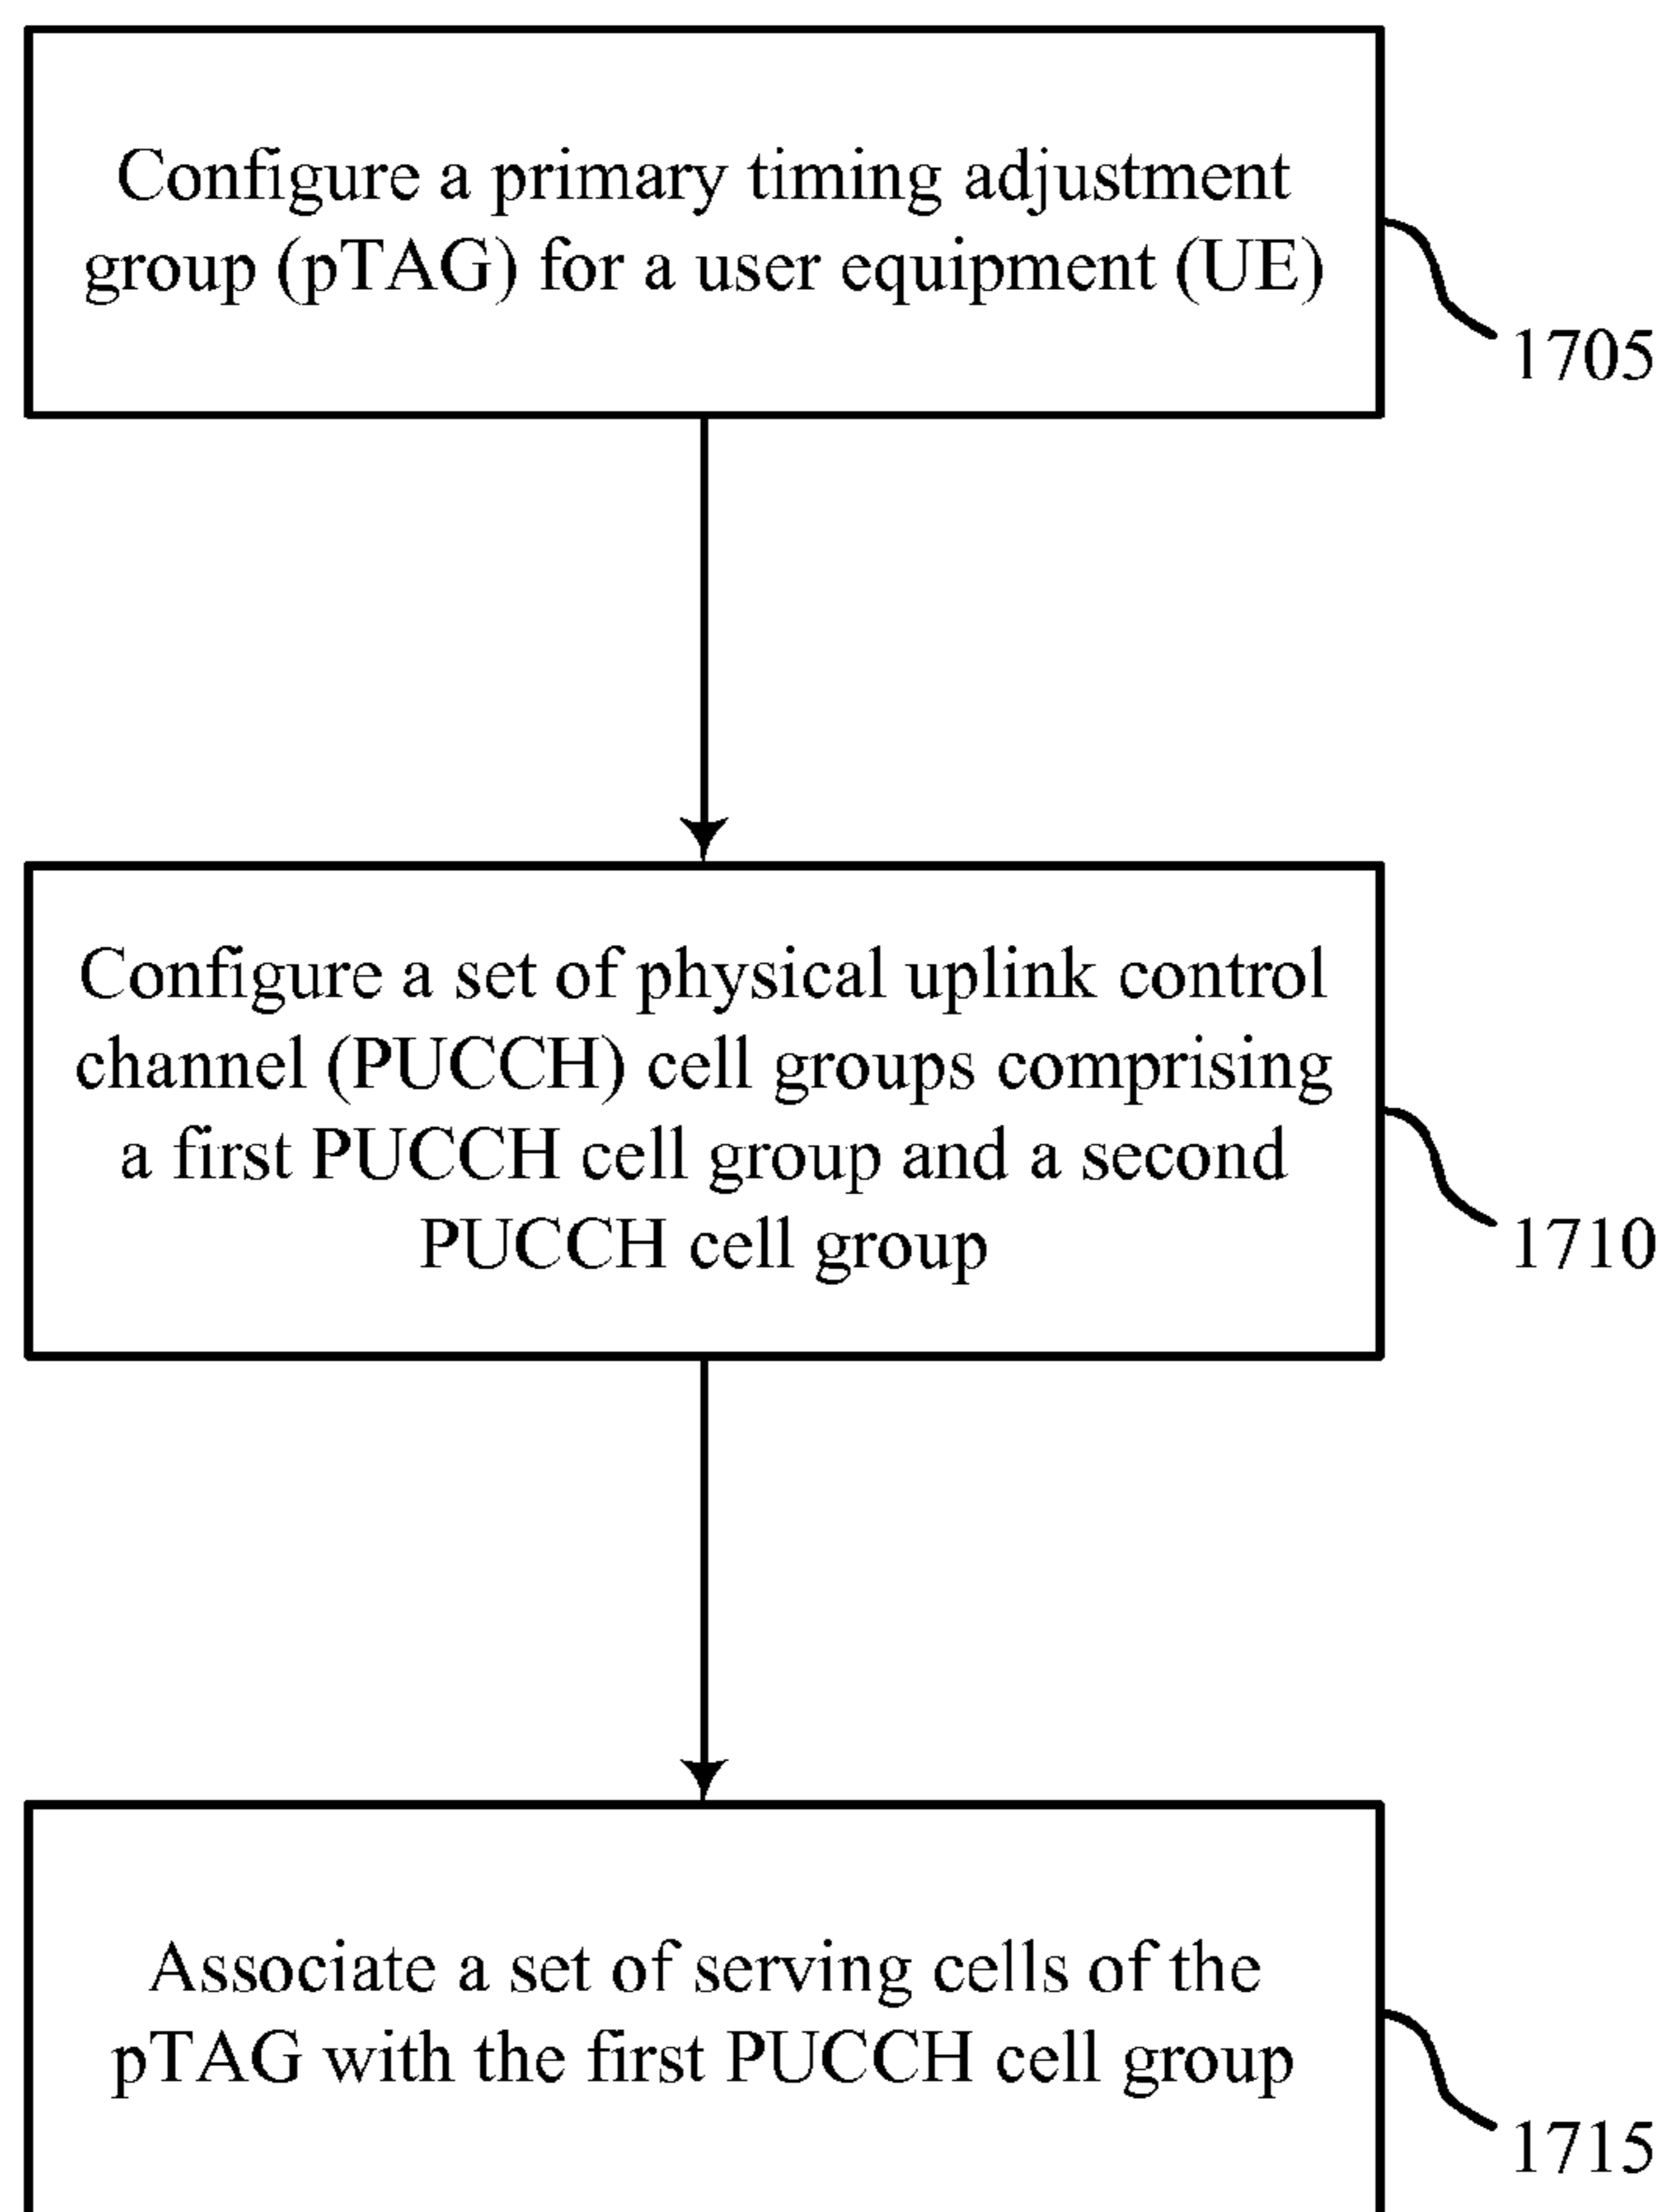 Configure a primary timing adjustment
group (pTAG) for a user equipment (UE)
1705
Configure a set of physical uplink control
channel (PUCCH) cell groups comprising
a first PUCCH cell group and a second
PUCCH cell group
1710
Associate a set of serving cells of the
pTAG with the first PUCCH cell group
1715